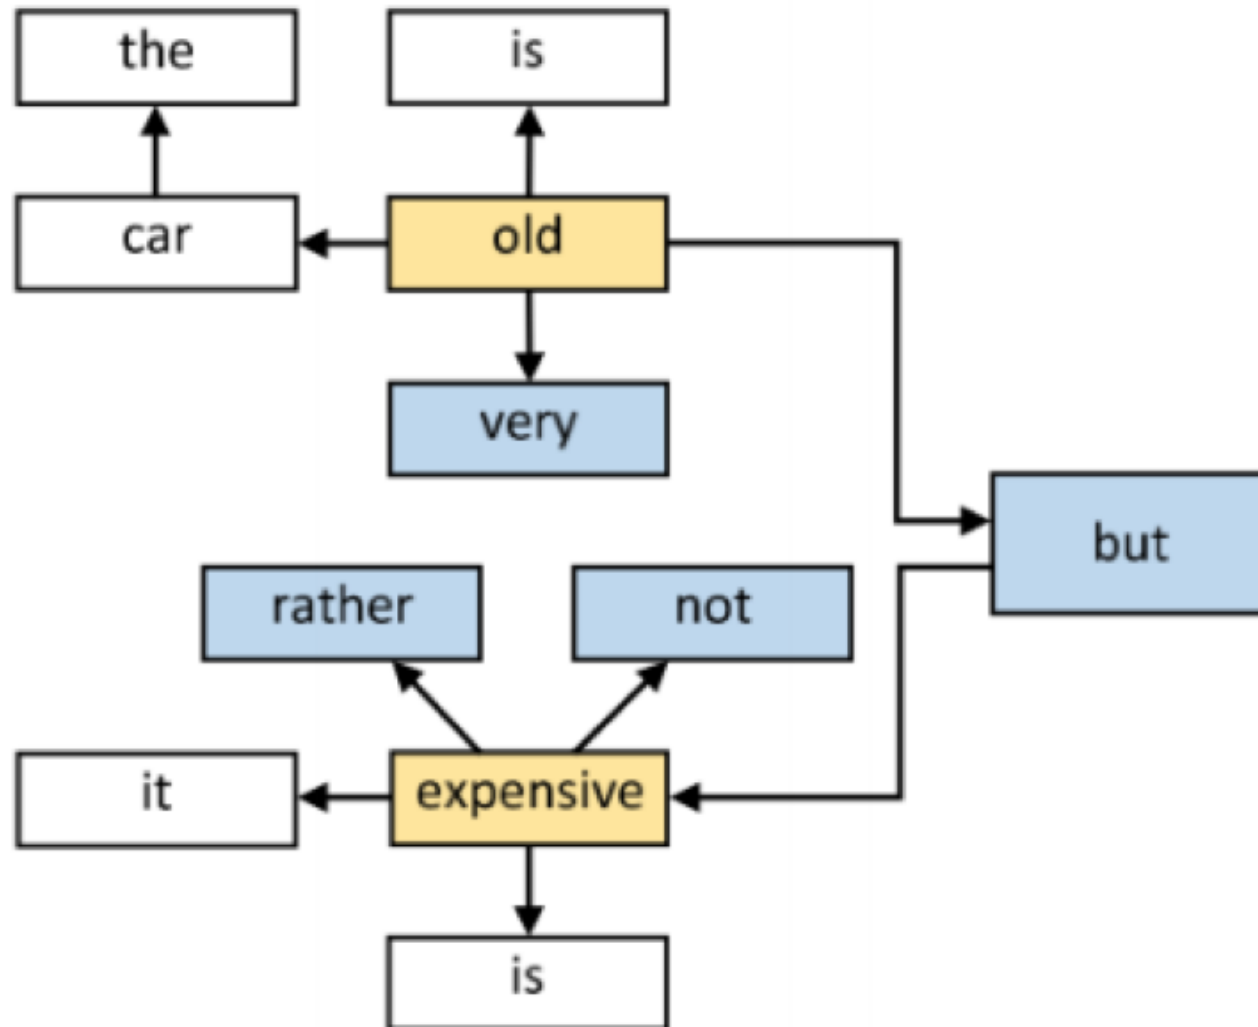 the
is
car
old
very
but
rather
not
it
expensive
is